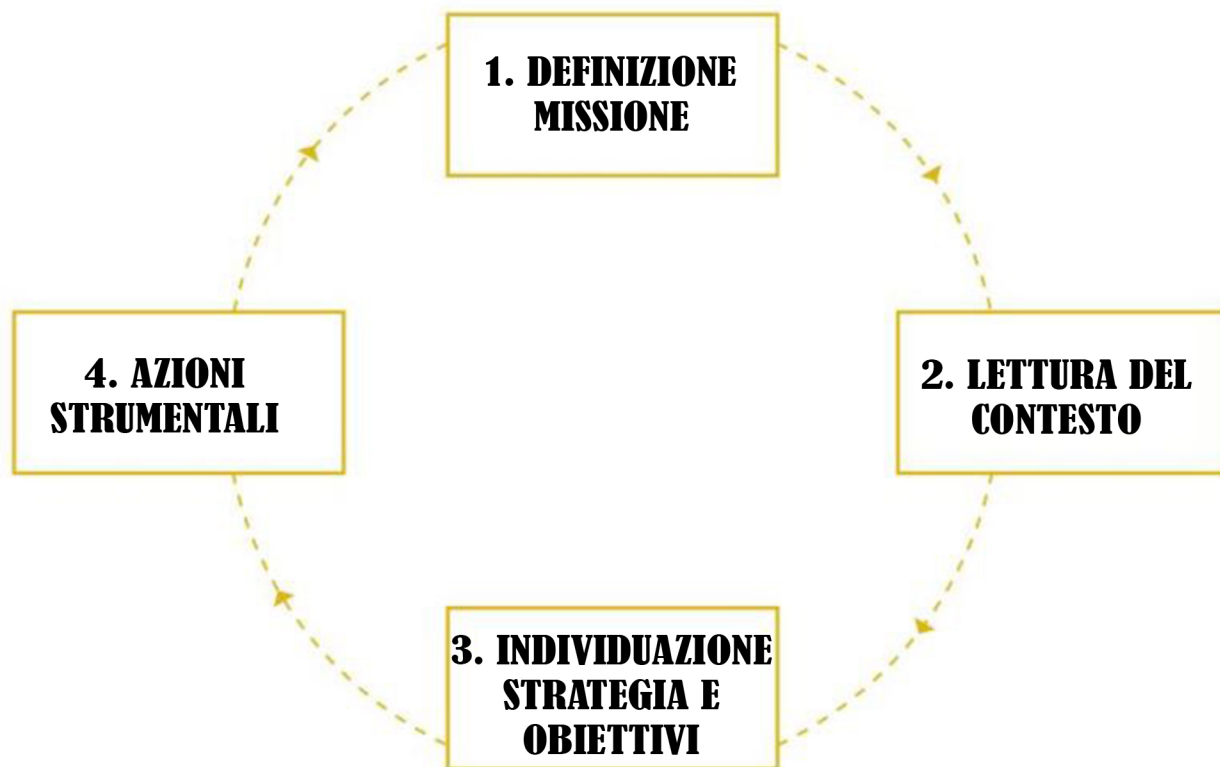 1. DEFINIZIONE
MISSIONE
2. LETTURA DEL
CONTESTO
3. INDIVIDUAZIONE
STRATEGIA E
OBIETTIVI
4. AZIONI
STRUMENTALI